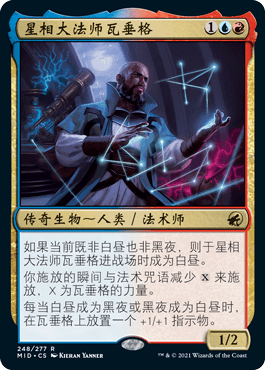 星相大法师瓦垂格
1
传奇生物～人类／法术师
如果当前既非白昼也非黑夜，则于星相
大法师瓦垂格进战场时成为白昼。
你施放的瞬间与法术咒语减少 X 来施
放，X 为瓦垂格的力量。
每当白昼成为黑夜或黑夜成为白昼时，
在瓦垂格上放置一个 +1/+1 指示物。
1/2
248/277 R
MID • CS KIERAN YANNER
™ & © 2021 Wizards of the Coast